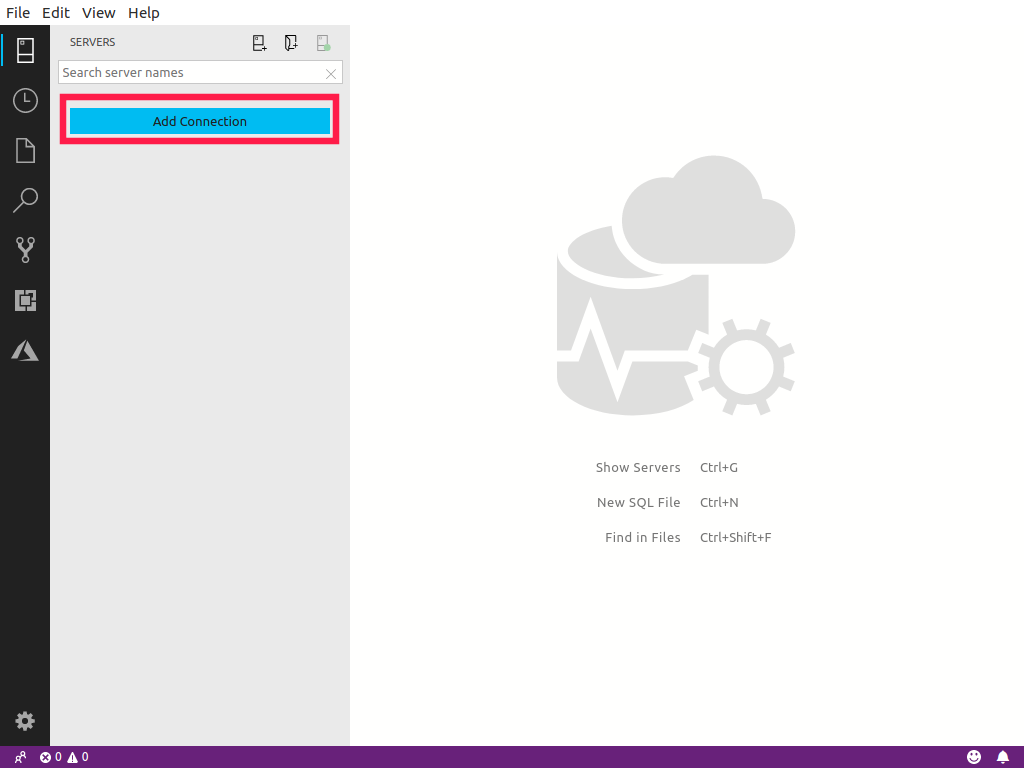 File Edit View Help
SERVERS
Search server names
Add Connection
Show Servers Ctrl+G
New SQL File Ctrl+N
Find in Files Ctrl+Shift+F
0 0